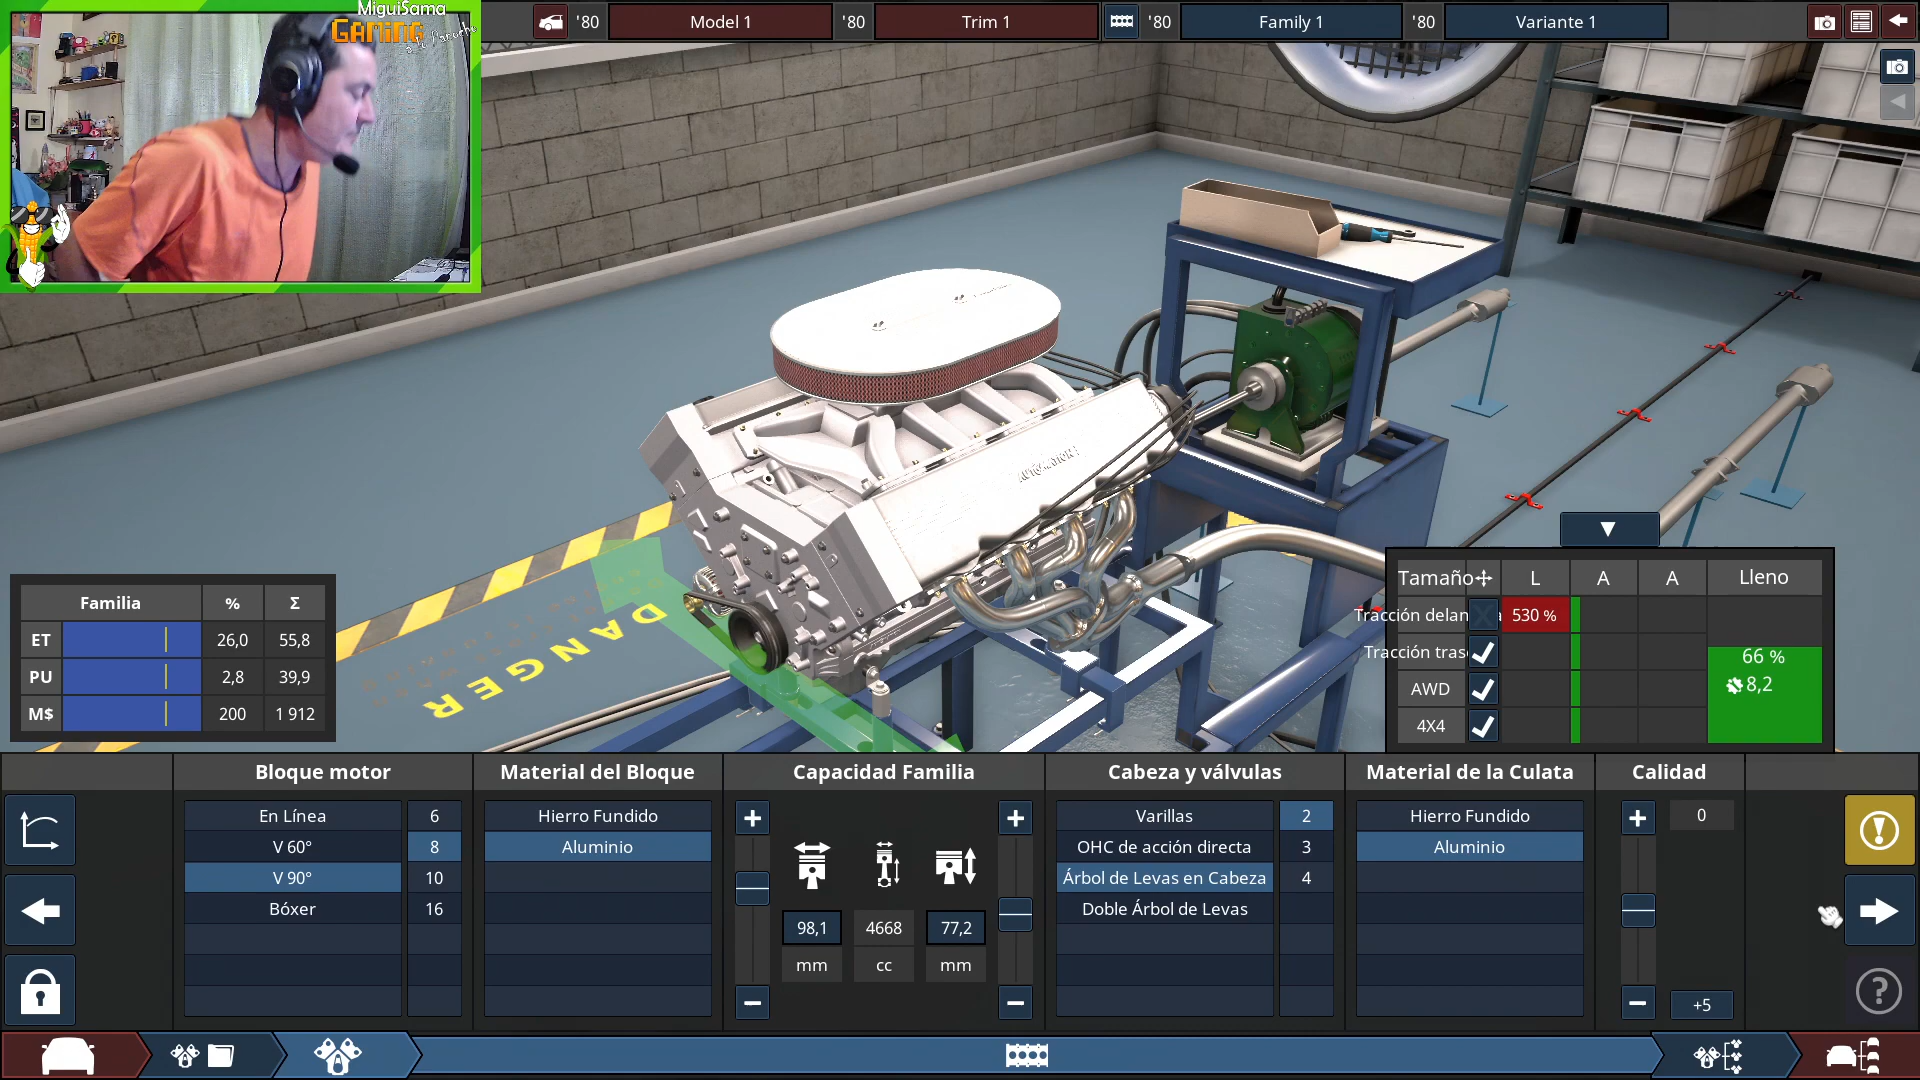 MiguiSama
GAMING
a lo Panocho
'80
Model 1
'80
Trim 1
'80
Family 1
'80
Variante 1
AUTOMATION
DANGER
Familia % Σ
ET 26,0 55,8
PU 2,8 39,9
M$ 200 1 912
Tamaño L A A Lleno
Tracción delan a 530 %
Tracción tras
AWD
4X4
66 %
8,2
Bloque motor
En Línea 6
V 60° 8
V 90° 10
Bóxer 16
Material del Bloque
Hierro Fundido
Aluminio
Capacidad Familia
+ +
98,1 4668 77,2
mm cc mm
− −
Cabeza y válvulas
Varillas 2
OHC de acción directa 3
Árbol de Levas en Cabeza 4
Doble Árbol de Levas
Material de la Culata
Hierro Fundido
Aluminio
Calidad
+ 0
− +5
!
?